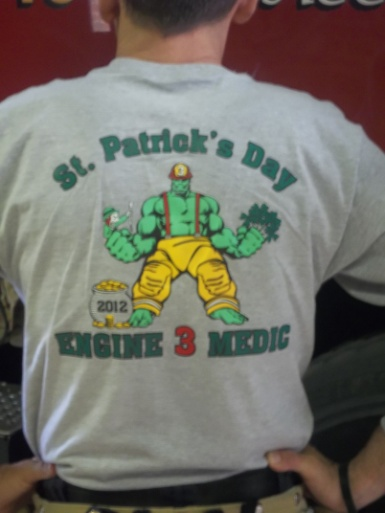 St. Patrick's Day
2012
ENGINE 3 MEDIC